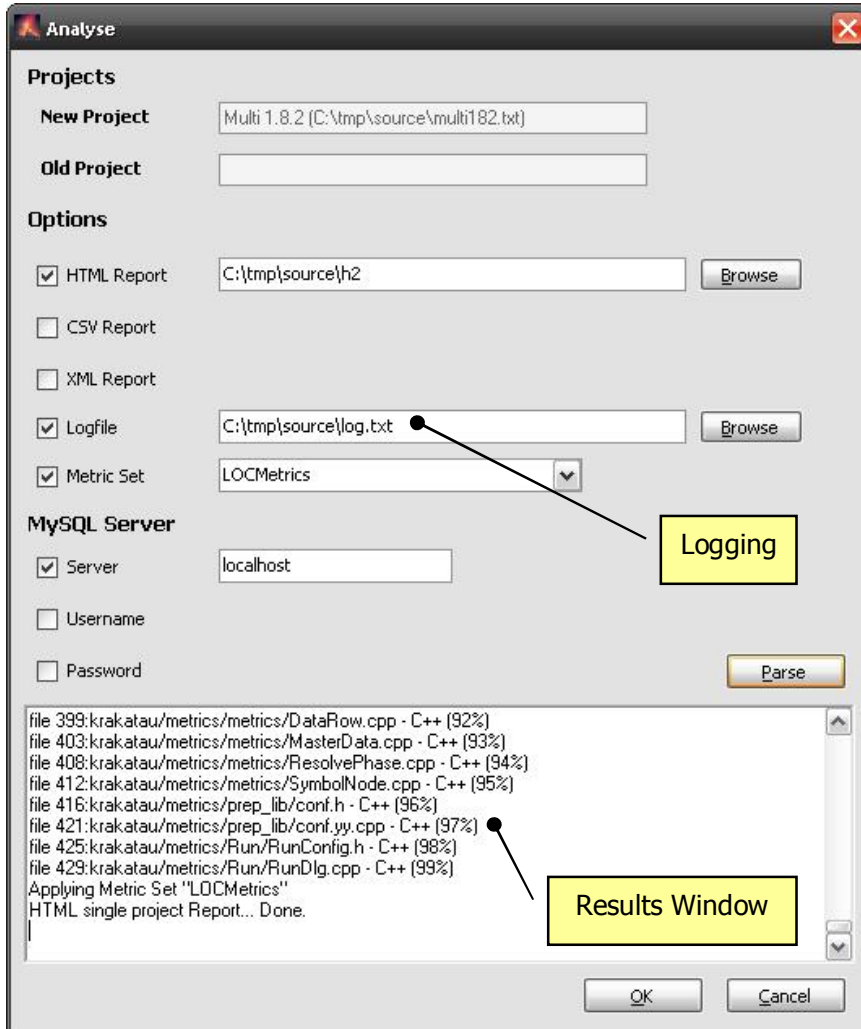 Analyse
Projects
New Project Multi 1.8.2 (C:\tmp\source\multi182.txt)
Old Project
Options
HTML Report C:\tmp\source\h2 Browse
CSV Report
XML Report
Logfile C:\tmp\source\log.txt Browse
Metric Set LOCMetrics
MySQL Server
Logging
Server localhost
Username
Password Parse
file 399:krakatau/metrics/metrics/DataRow.cpp - C++ (92%)
file 403:krakatau/metrics/metrics/MasterData.cpp - C++ (93%)
file 408:krakatau/metrics/metrics/ResolvePhase.cpp - C++ (94%)
file 412:krakatau/metrics/metrics/SymbolNode.cpp - C++ (95%)
file 416:krakatau/metrics/prep_lib/conf.h - C++ (96%)
file 421:krakatau/metrics/prep_lib/conf.yy.cpp - C++ (97%)
file 425:krakatau/metrics/Run/RunConfig.h - C++ (98%)
file 429:krakatau/metrics/Run/RunDlg.cpp - C++ (99%)
Applying Metric Set "LOCMetrics"
HTML single project Report... Done.
Results Window
OK Cancel